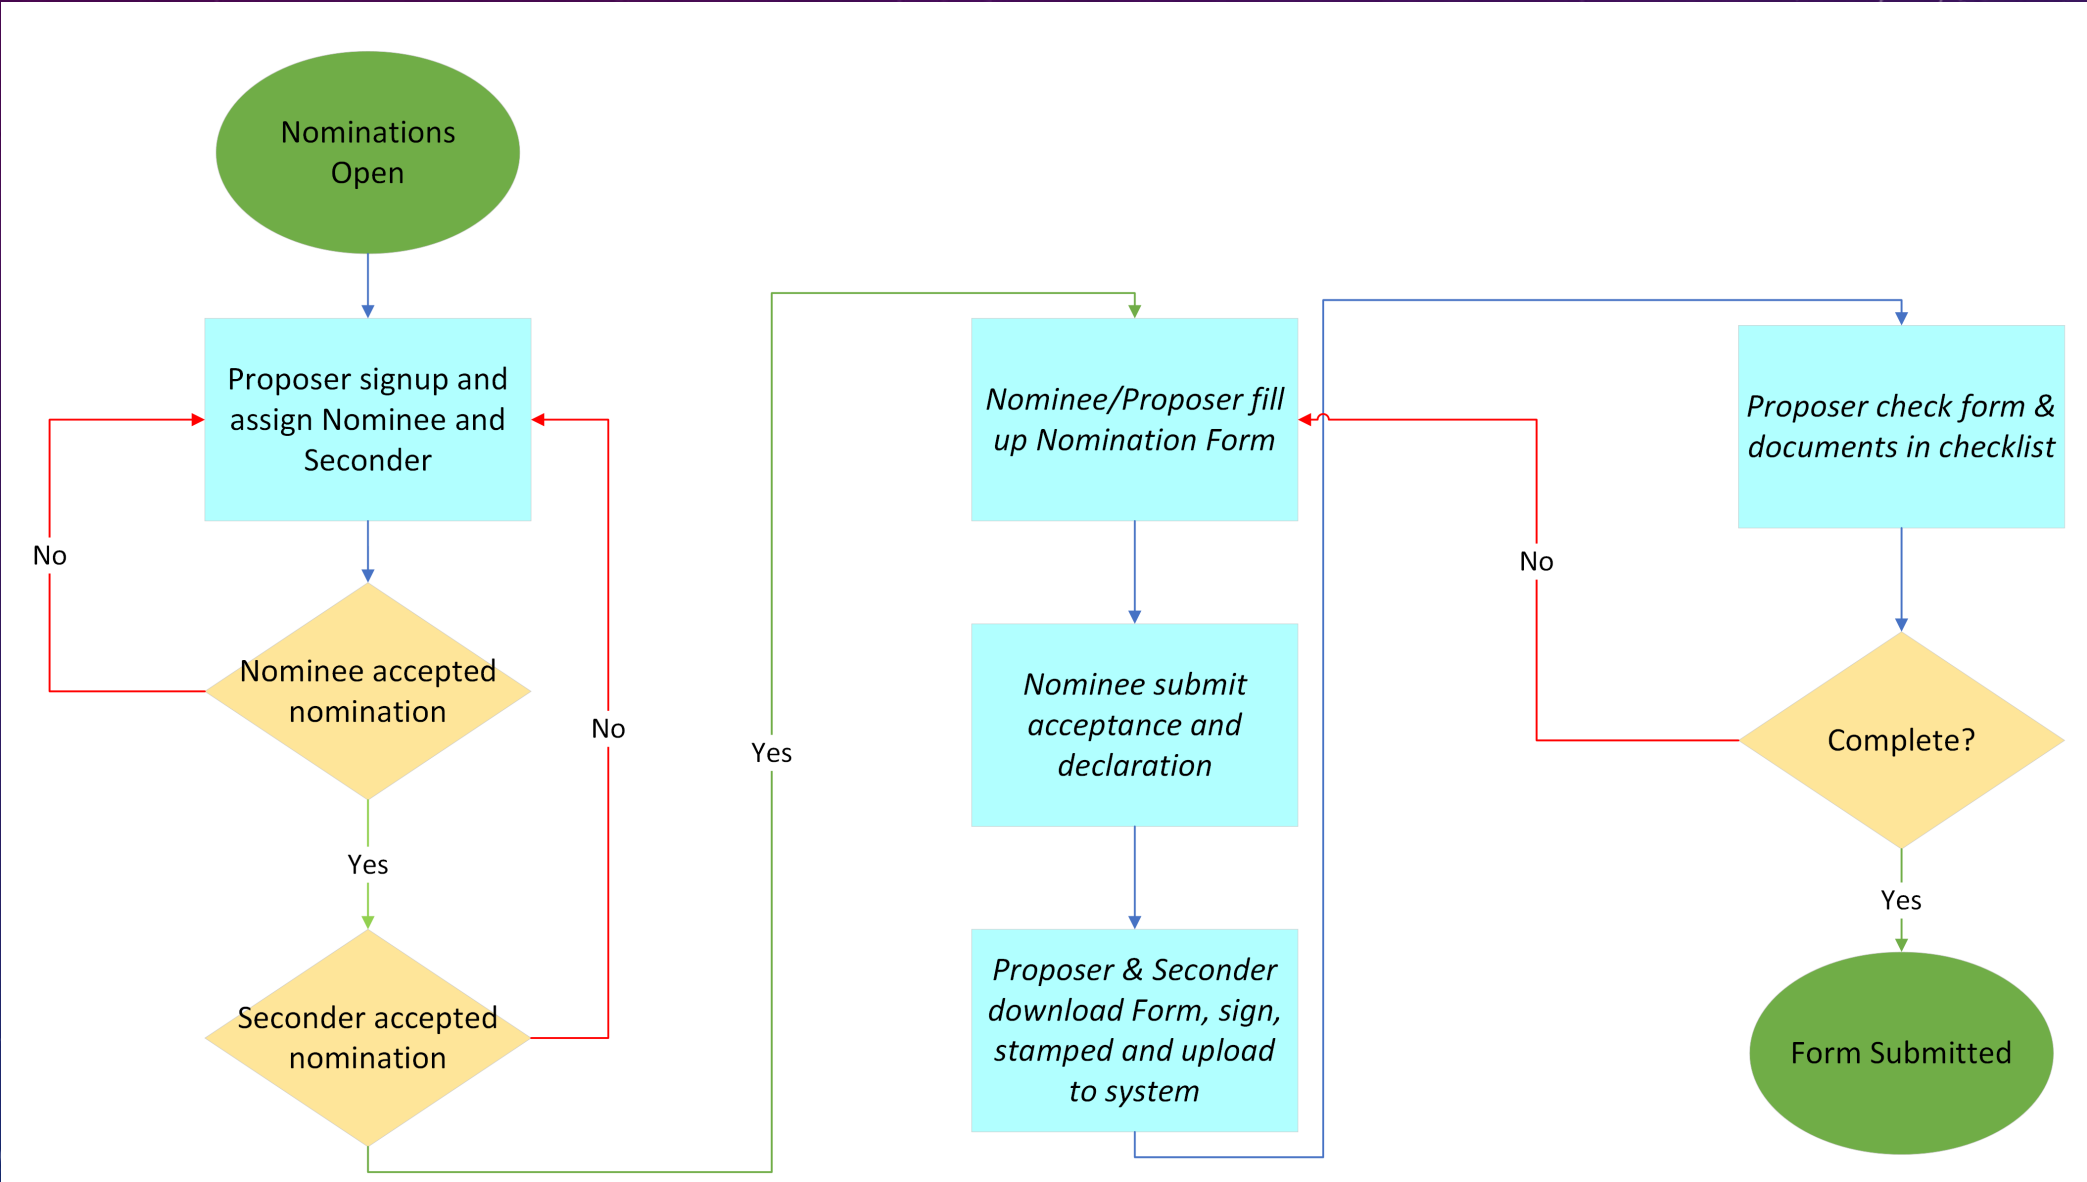 Nominations
Open
Proposer signup and
assign Nominee and
Seconder
No
Nominee accepted
nomination
No
Yes
Seccoder accepted
nomination
Yes
Nominee/Proposer fill
up Nomination Form
Nominee submit
acceptance and
declaration
Proposer & Seconder
download Form, sign,
stamped and upload
to system
No
Proposer check form &
documents in checklist
Complete?
Yes
Form Submitted